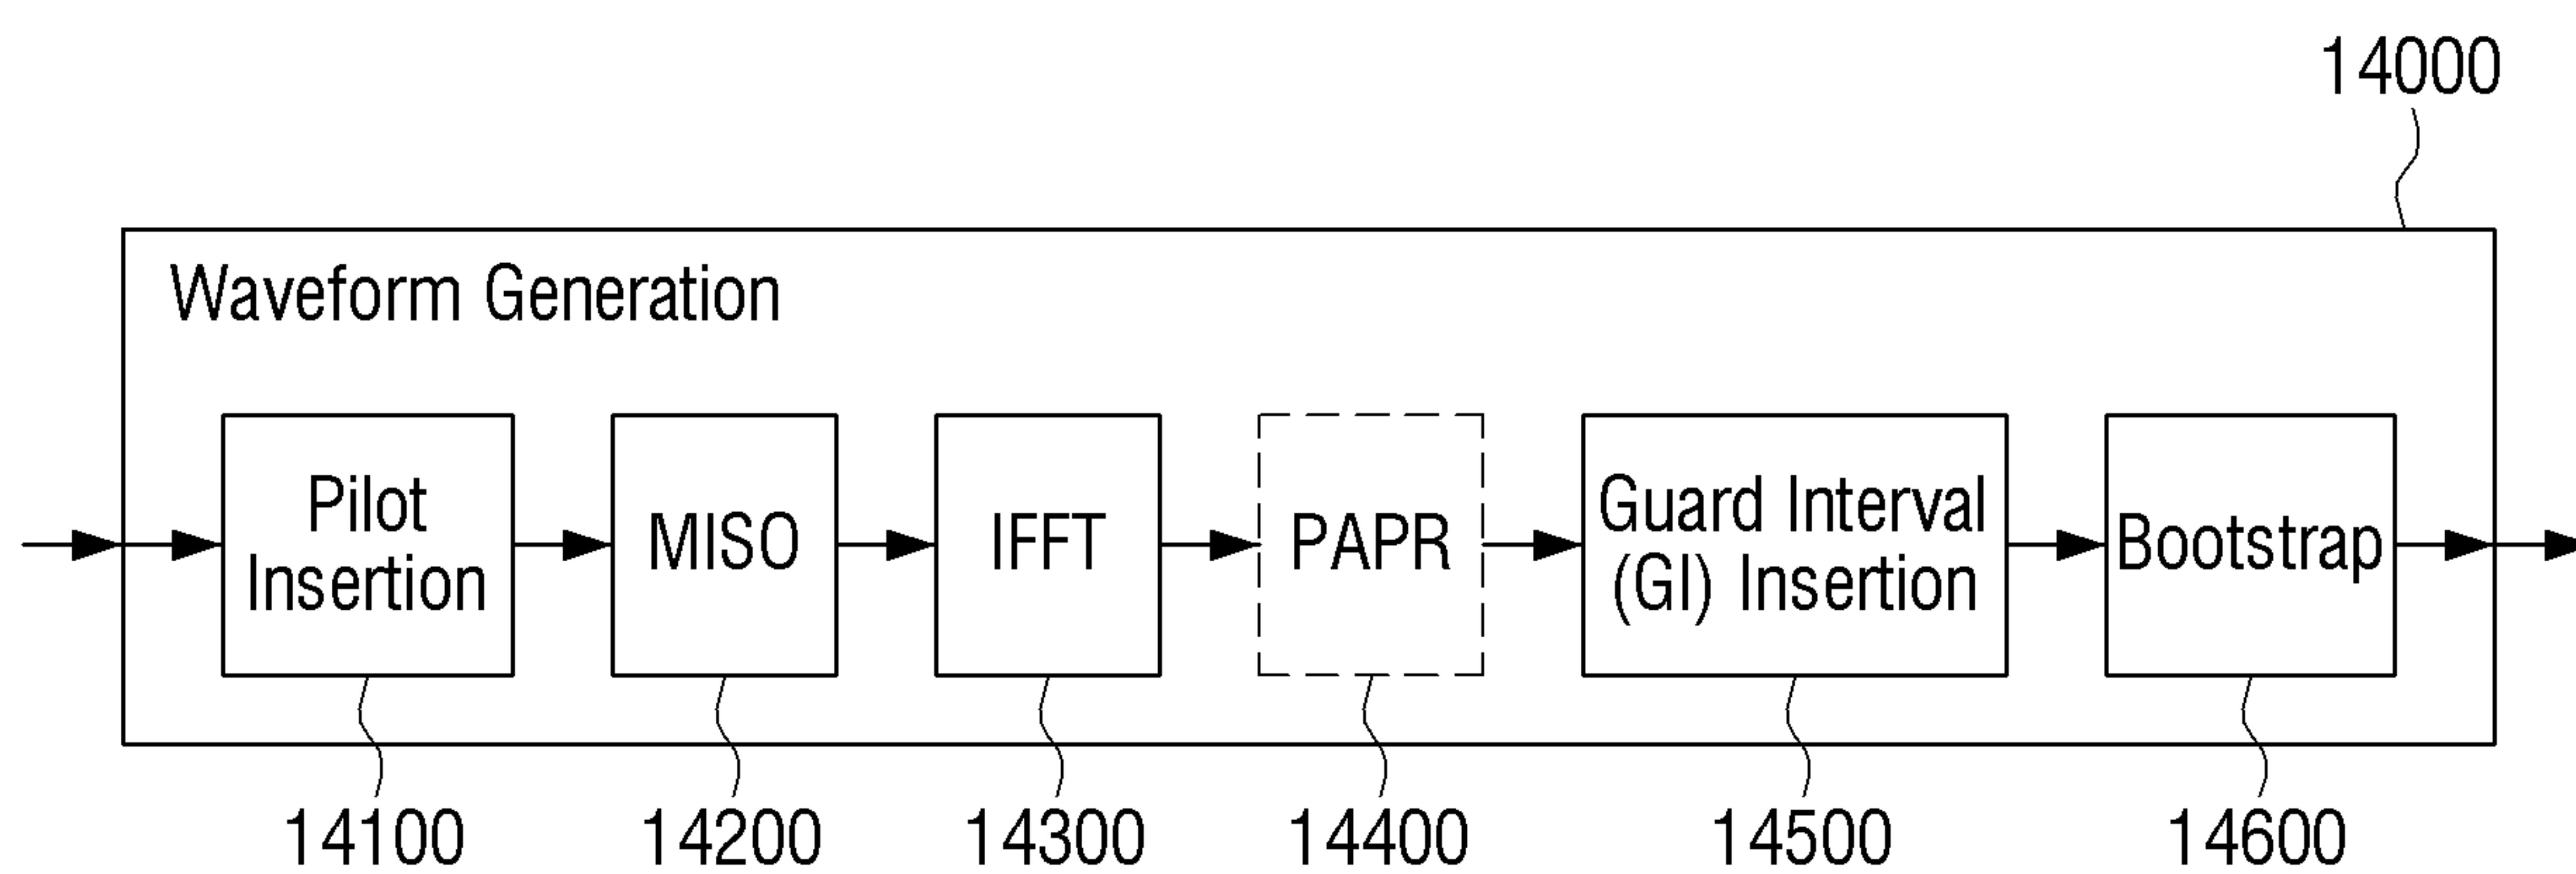 14000
Waveform Generation
Pilot
Insertion
MISO
IFFT
PAPR
Guard Interval
(GI) Insertion
Bootstrap
14100
14200
14300
14400
14500
14600